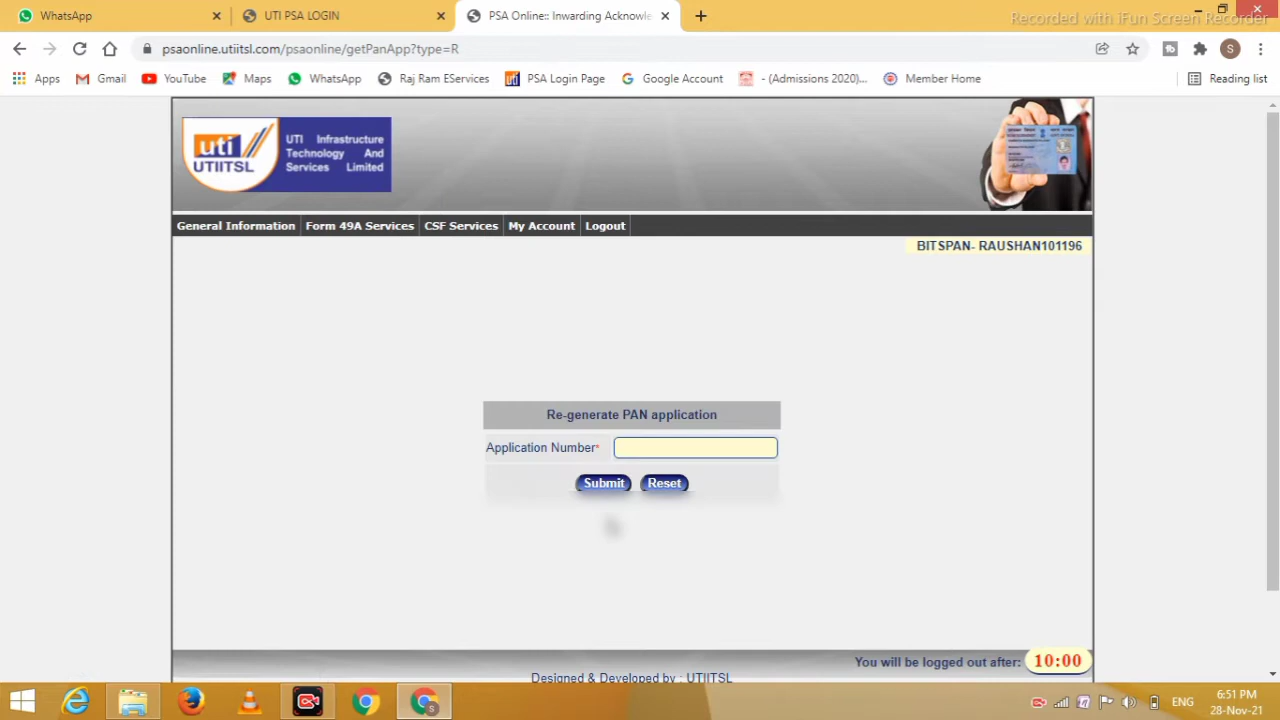 Recorded with iFun Screen Recorder
WhatsApp
UTI PSA LOGIN
PSA Online:: Inwarding Acknowle
psaonline.utiitsl.com/psaonline/getPanApp?type=R
Apps
Gmail
YouTube
Maps
WhatsApp
Raj Ram EServices
PSA Login Page
Google Account
- (Admissions 2020)...
Member Home
Reading list
uti
UTIITSL
UTI Infrastructure
Technology And
Services Limited
General Information
Form 49A Services
CSF Services
My Account
Logout
BITSPAN- RAUSHAN101196
Re-generate PAN application
Application Number*
Submit
Reset
You will be logged out after: 10:00
Designed & Developed by : UTIITSL
ENG
6:51 PM
28-Nov-21